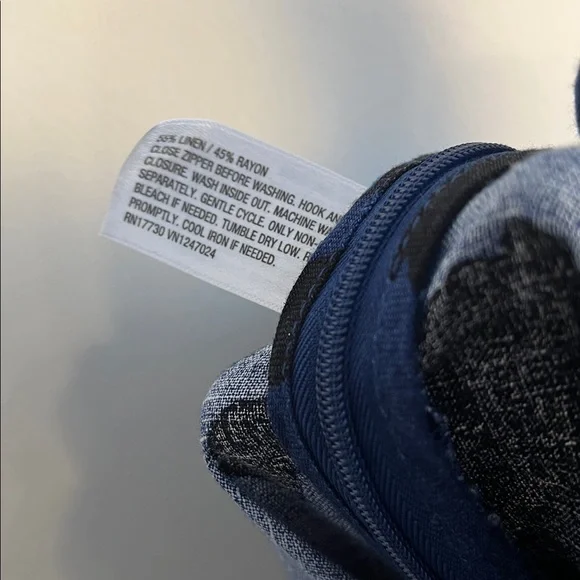 55% LINEN / 45% RAYON
CLOSE ZIPPER BEFORE WASHING. HOOK AN
CLOSURE. WASH INSIDE OUT. MACHINE WA
SEPARATELY. GENTLE CYCLE. ONLY NON-
BLEACH IF NEEDED. TUMBLE DRY LOW.
PROMPTLY. COOL IRON IF NEEDED.
RN17730 VN1247024